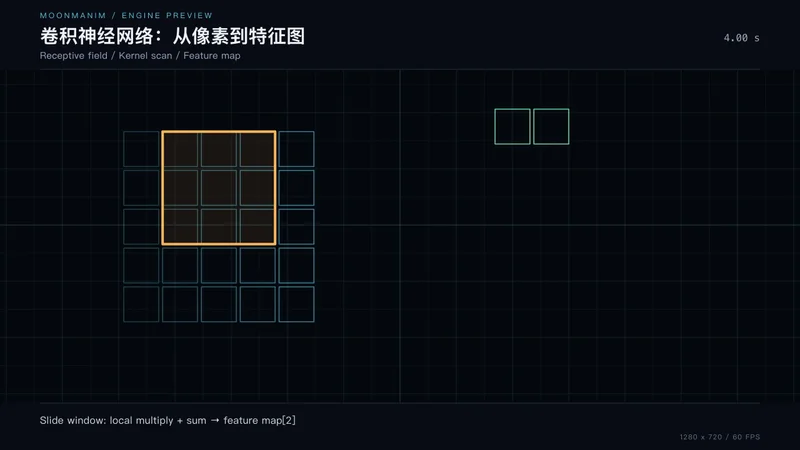 MOONMANIM / ENGINE PREVIEW
卷积神经网络：从像素到特征图
4.00 s
Receptive field / Kernel scan / Feature map
Slide window: local multiply + sum → feature map[2]
1280 x 720 / 60 FPS